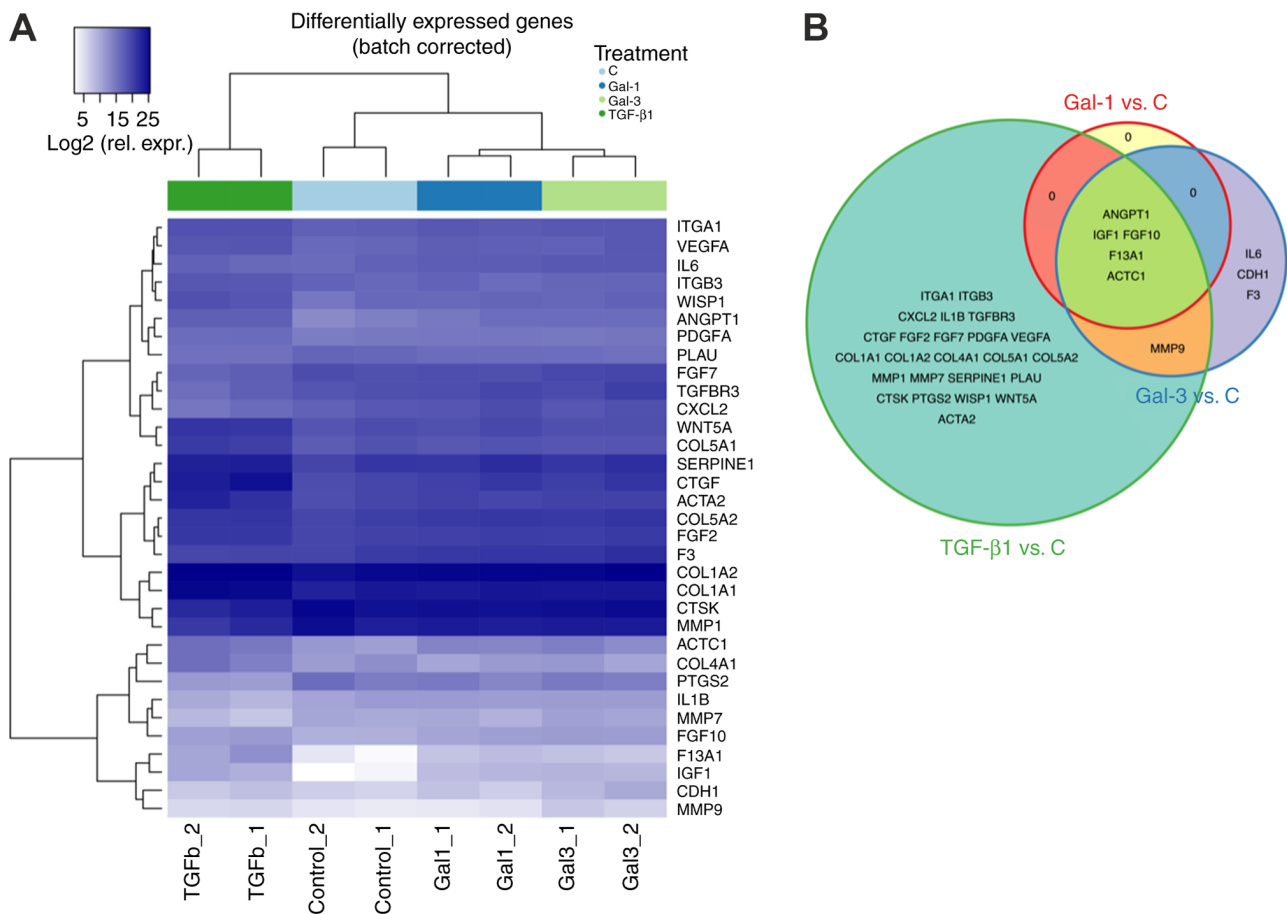 A
Differentially expressed genes
(batch corrected)
5 15 25
Log2 (rel. expr.)
Treatment
C
Gal-1
Gal-3
TGF-β1
ITGA1
VEGFA
IL6
ITGB3
WISP1
ANGPT1
PDGFA
PLAU
FGF7
TGFBR3
CXCL2
WNT5A
COL5A1
SERPINE1
CTGF
ACTA2
COL5A2
FGF2
F3
COL1A2
COL1A1
CTSK
MMP1
ACTC1
COL4A1
PTGS2
IL1B
MMP7
FGF10
F13A1
IGF1
CDH1
MMP9
TGFb_2
TGFb_1
Control_2
Control_1
Gal1_1
Gal1_2
Gal3_1
Gal3_2
B
Gal-1 vs. C
0
0
0
ANGPT1
IGF1 FGF10
F13A1
ACTC1
IL6
CDH1
F3
ITGA1 ITGB3
CXCL2 IL1B TGFBR3
CTGF FGF2 FGF7 PDGFA VEGFA
COL1A1 COL1A2 COL4A1 COL5A1 COL5A2
MMP1 MMP7 SERPINE1 PLAU
CTSK PTGS2 WISP1 WNT5A
ACTA2
MMP9
Gal-3 vs. C
TGF-β1 vs. C